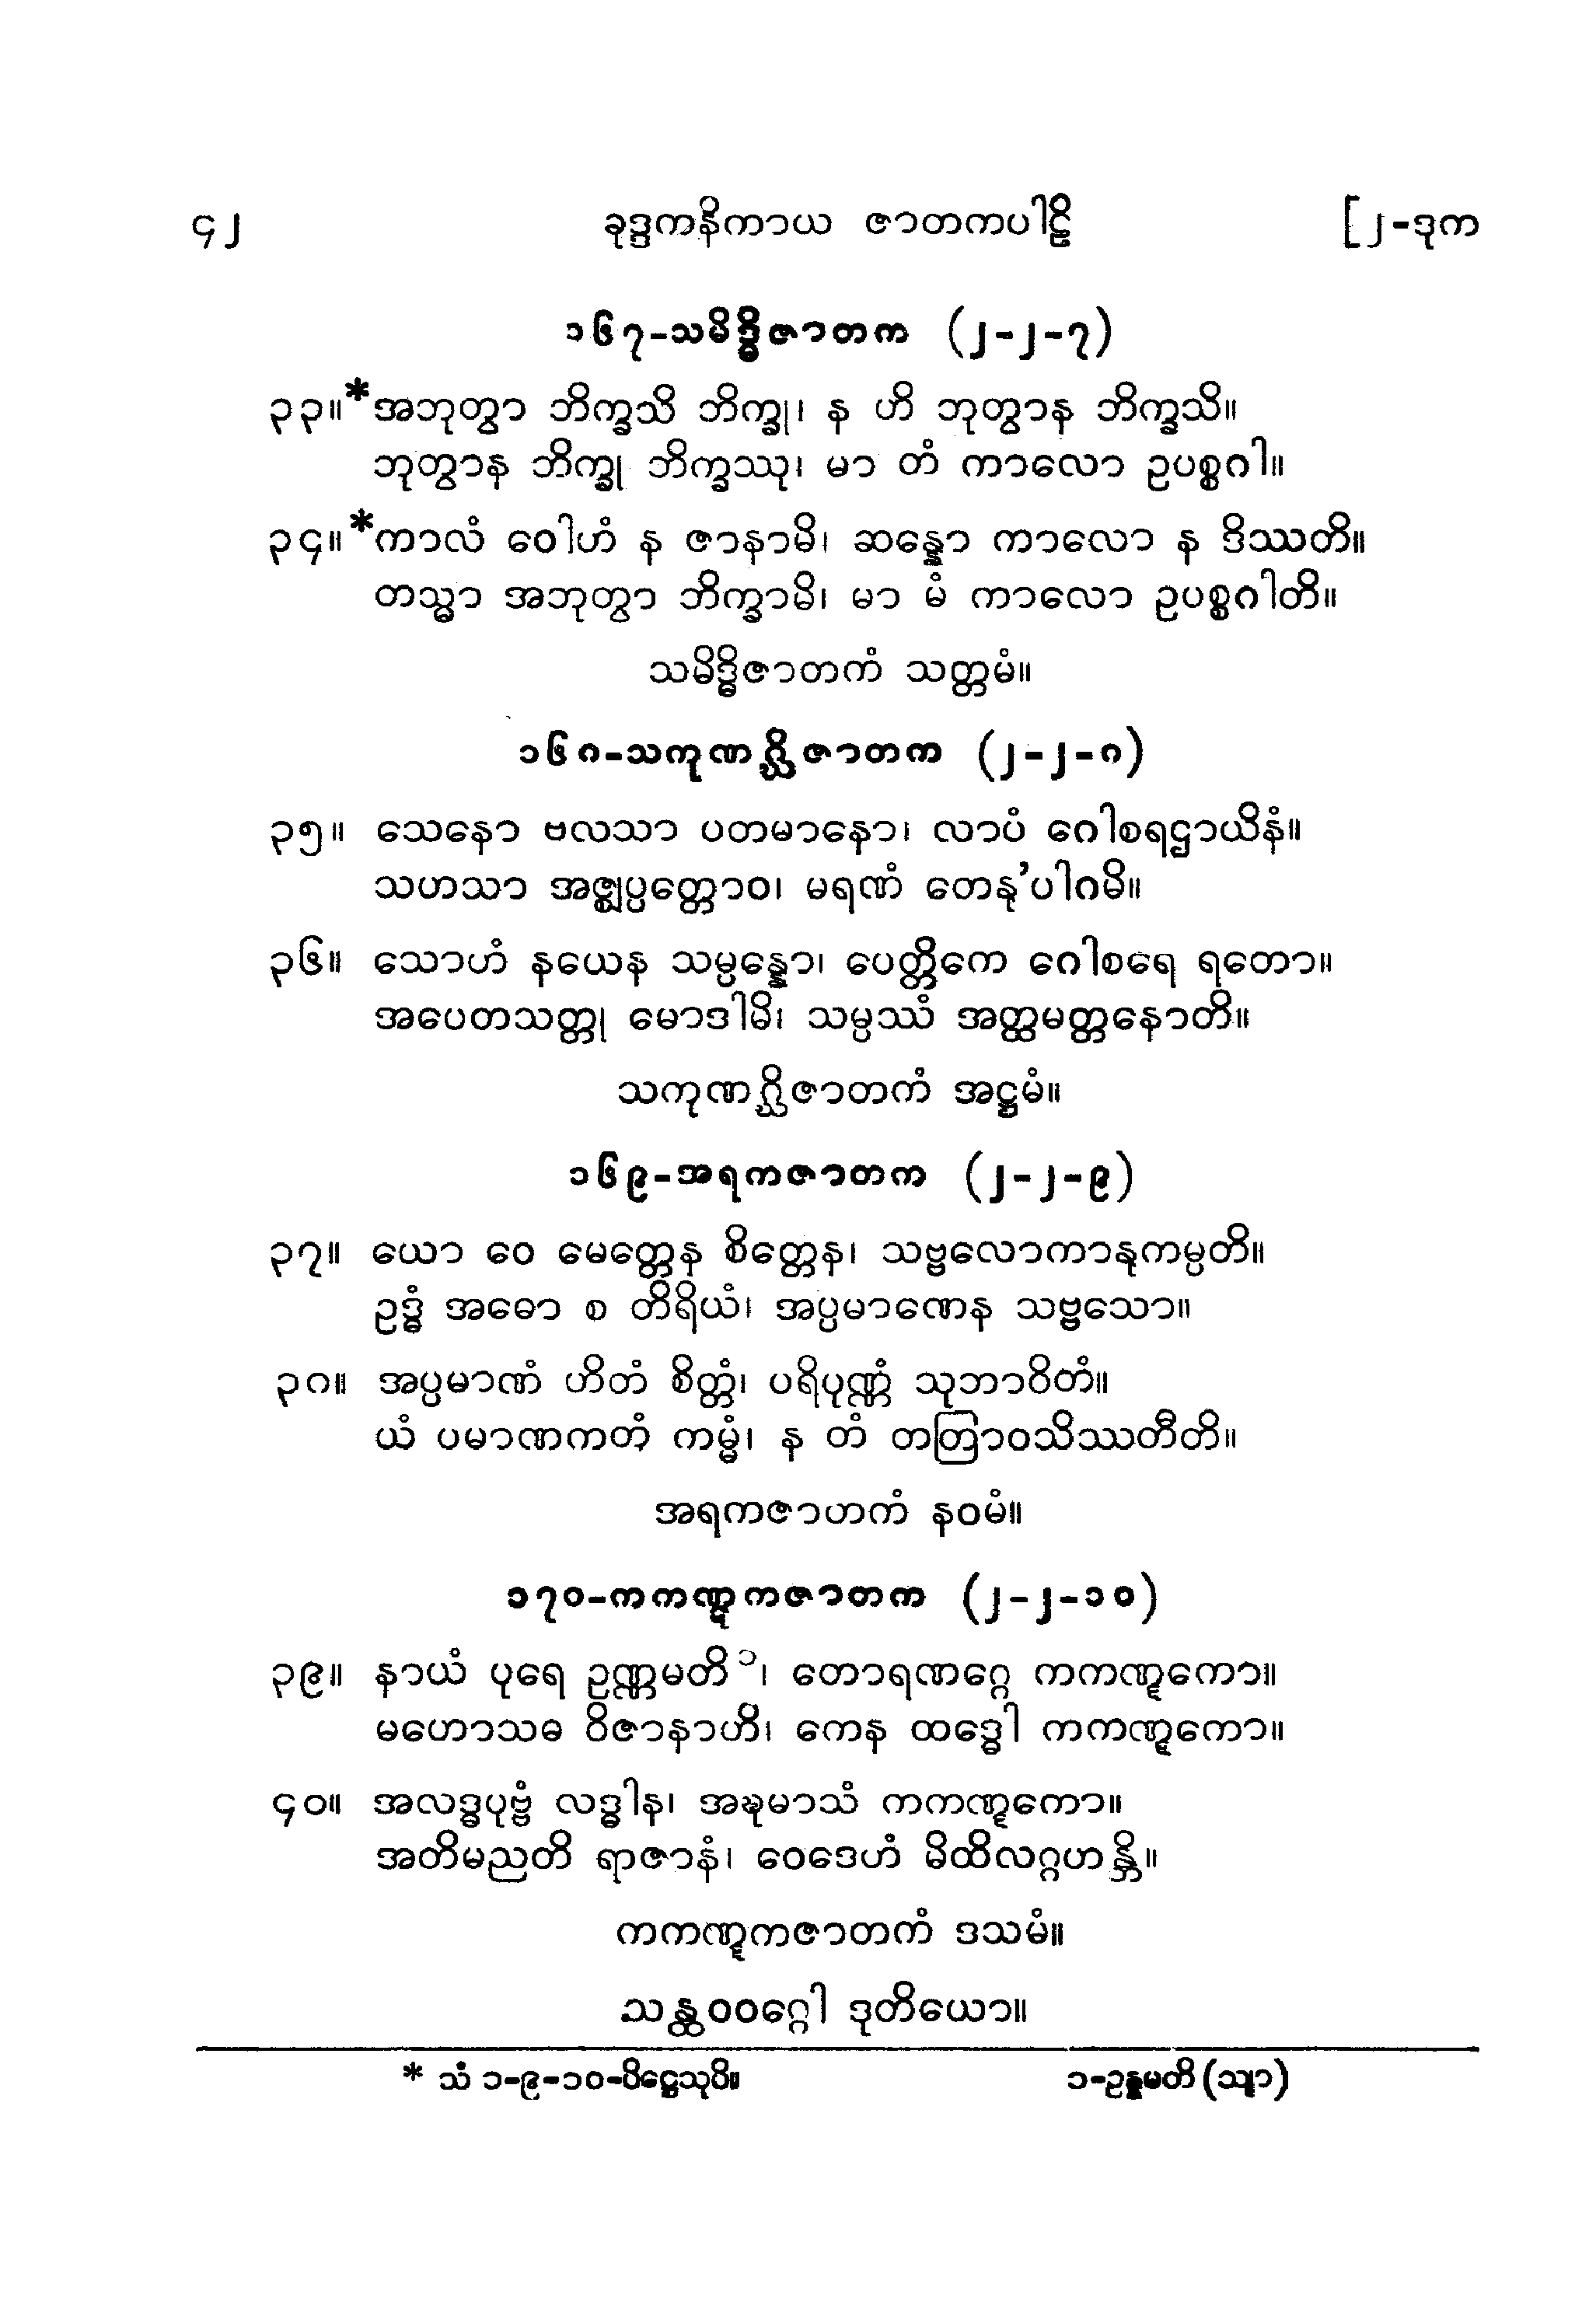 ၄၂ ခုဒ္ဒကနိကာယ ဇာတကပါဠိ [၂-ဒုက
၁၆၇-သမိဒ္ဓိဇာတက (၂-၂-၇)
၃၃။*အဘုတွာ ဘိက္ခသိ ဘိက္ခု၊ န ဟိ ဘုတွာန ဘိက္ခသိ။
ဘုတွာန ဘိက္ခု ဘိက္ခဿု၊ မာ တံ ကာလော ဥပစ္စဂါ။
၃၄။*ကာလံ ဝေါဟံ န ဇာနာမိ၊ ဆန္နော ကာလော န ဒိဿတိ။
တသ္မာ အဘုတွာ ဘိက္ခာမိ၊ မာ မံ ကာလော ဥပစ္စဂါတိ။
သမိဒ္ဓိဇာတကံ သတ္တမံ။
၁၆၈-သကုဏဂ္ဃိဇာတက (၂-၂-၈)
၃၅။ သေနော ဗလသာ ပတမာနော၊ လာပံ ဂေါစရဌာယိနံ။
သဟသာ အဇ္ဈပ္ပတ္တောဝ၊ မရဏံ တေနု’ပါဂမိ။
၃၆။ သောဟံ နယေန သမ္ပန္နော၊ ပေတ္တိကေ ဂေါစရေ ရတော။
အပေတသတ္တု မောဒါမိ၊ သမ္ပဿံ အတ္ထမတ္တနောတိ။
သကုဏဂ္ဃိဇာတကံ အဋ္ဌမံ။
၁၆၉-အရကဇာတက (၂-၂-၉)
၃၇။ ယော ဝေ မေတ္တေန စိတ္တေန၊ သဗ္ဗလောကာနုကမ္ပတိ။
ဥဒ္ဓံ အဓော စ တိရိယံ၊ အပ္ပမာဏေန သဗ္ဗသော။
၃၈။ အပ္ပမာဏံ ဟိတံ စိတ္တံ၊ ပရိပုဏ္ဏံ သုဘာဝိတံ။
ယံ ပမာဏကတံ ကမ္မံ၊ န တံ တတြာဝသိဿတီတိ။
အရကဇာဟကံ နဝမံ။
၁၇၀-ကကဏ္ဋကဇာတက (၂-၂-၁၀)
၃၉။ နာယံ ပုရေ ဥဏ္ဏမတိ၁၊ တောရဏဂ္ဂေ ကကဏ္ဋကော။
မဟောသဓ ဝိဇာနာဟိ၊ ကေန ထဒ္ဓေါ ကကဏ္ဋကော။
၄၀။ အလဒ္ဓပုဗ္ဗံ လဒ္ဓါန၊ အဍ္ဎမာသံ ကကဏ္ဋကော။
အတိမညတိ ရာဇာနံ၊ ဝေဒေဟံ မိထိလဂ္ဂဟန္တိ။
ကကဏ္ဋကဇာတကံ ဒသမံ။
သန္ထဝဝဂ္ဂေါ ဒုတိယော။
* သံ ၁-၉-၁၀-ပိဋ္ဌေသုပိ။ ၁-ဥန္နမတိ (သျာ)